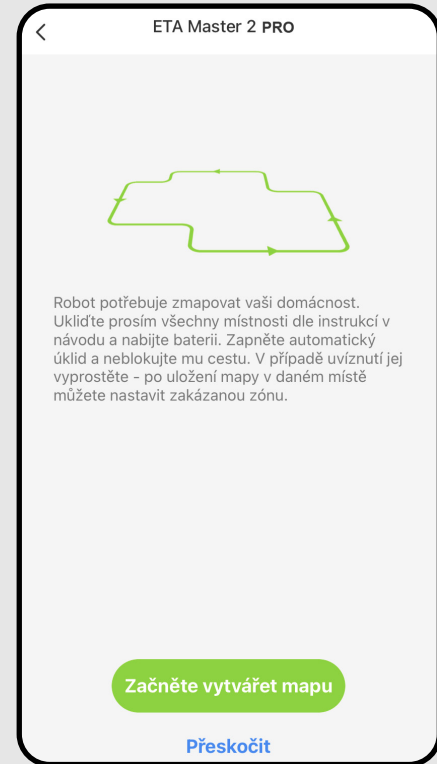 ETA Master 2 PRO
Robot potřebuje zmapovat vaši domácnost.
Ukliďte prosím všechny místnosti dle instrukcí v
návodu a nabijte baterii. Zapněte automatický
úklid a neblokujte mu cestu. V případě uvíznutí jej
vyprostěte - po uložení mapy v daném místě
můžete nastavit zakázanou zónu.
Začněte vytvářet mapu
Přeskočit